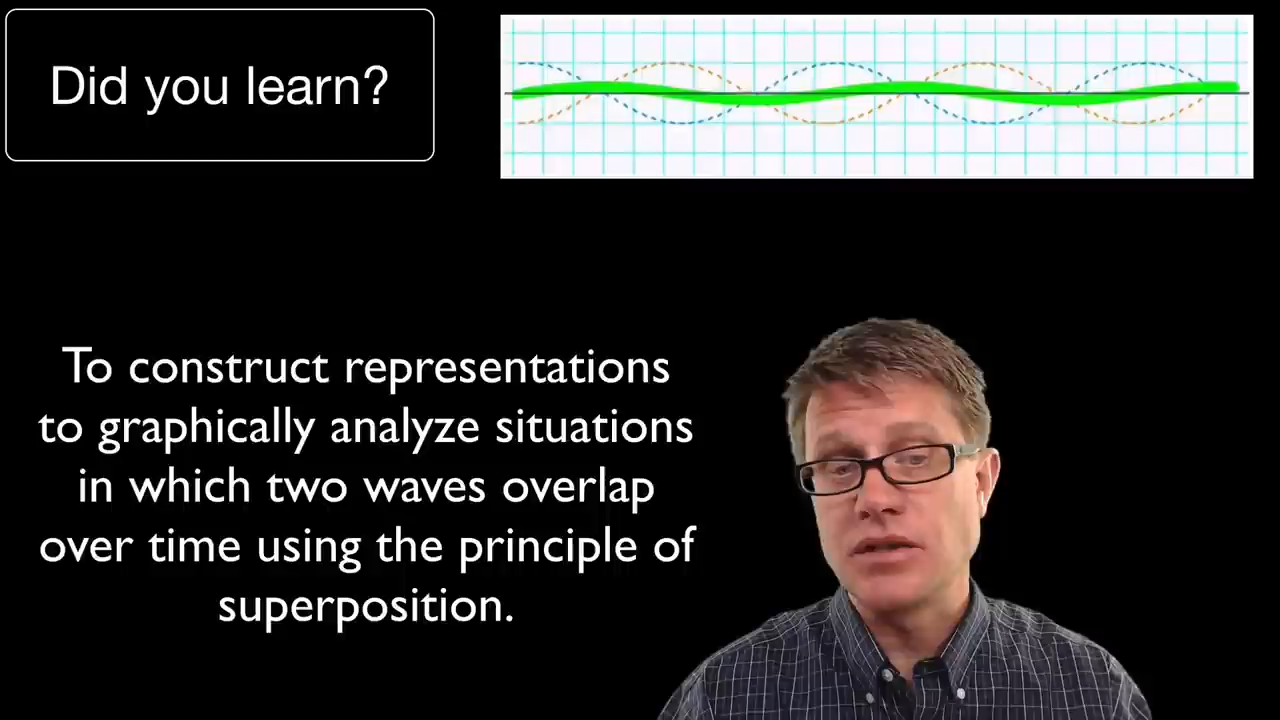 Did you learn?
To construct representations
to graphically analyze situations
in which two waves overlap
over time using the principle of
superposition.